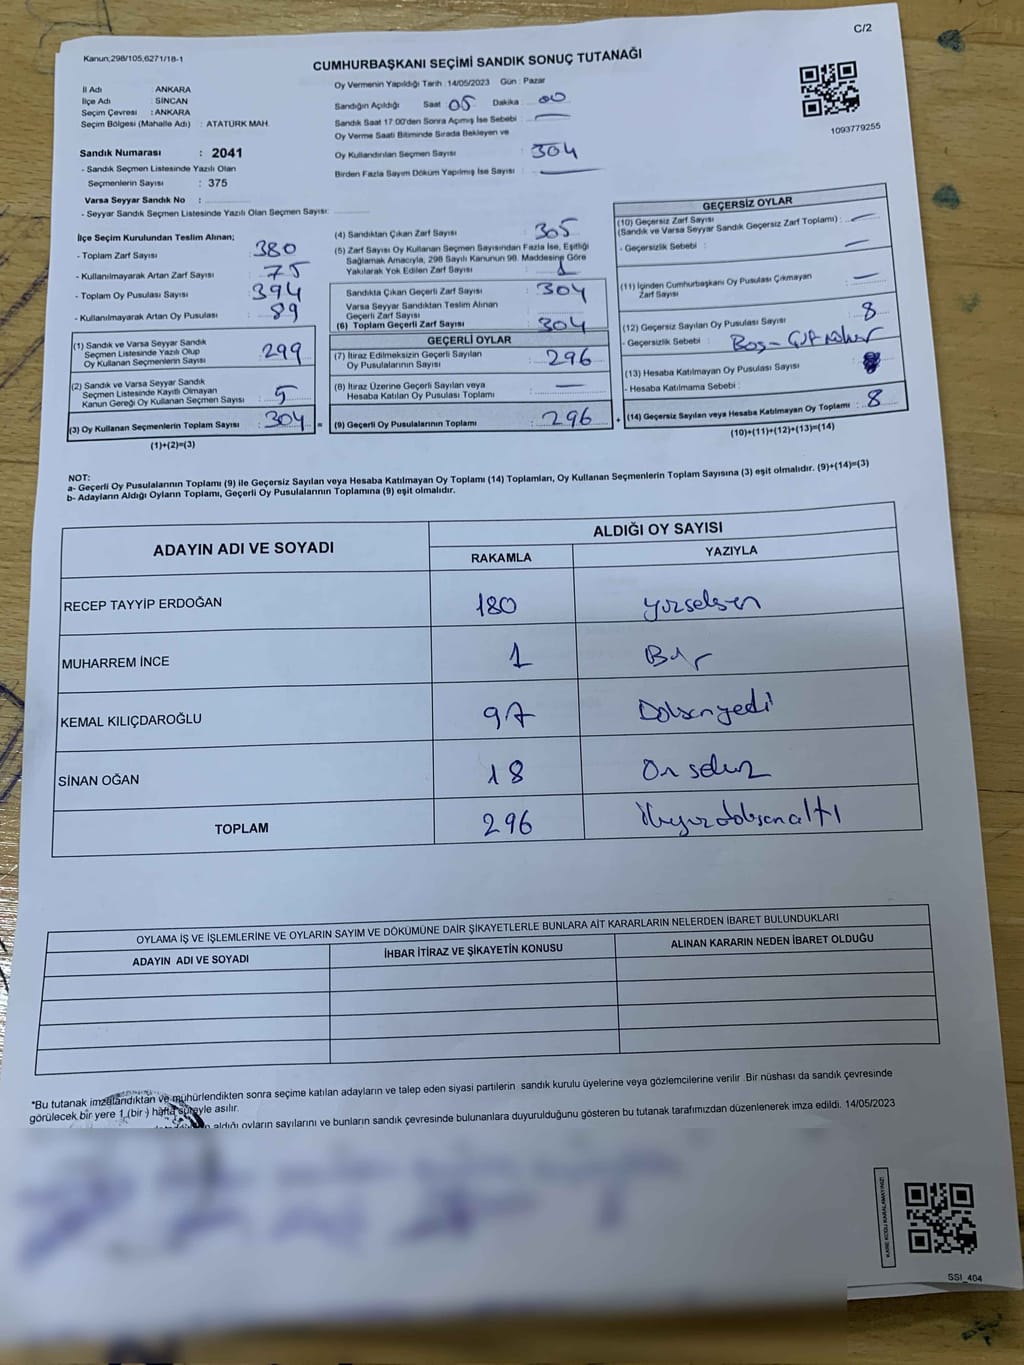 C/2
Kanun;298/105,6271/18-1
CUMHURBAŞKANI SEÇİMİ SANDIK SONUÇ TUTANAĞI
İl Adı : ANKARA
İlçe Adı : SİNCAN
Seçim Çevresi : ANKARA
Seçim Bölgesi (Mahalle Adı) : ATATÜRK MAH.
Sandık Numarası : 2041
- Sandık Seçmen Listesinde Yazılı Olan
Seçmenlerin Sayısı : 375
Varsa Seyyar Sandık No :
- Seyyar Sandık Seçmen Listesinde Yazılı Olan Seçmen Sayısı:
Oy Vermenin Yapıldığı Tarih : 14/05/2023 Gün : Pazar
Sandığın Açıldığı Saat : 05 Dakika : 00
Sandık Saat 17:00'den Sonra Açmış İse Sebebi :
Oy Verme Saati Bitiminde Sırada Bekleyen ve
Oy Kullandırılan Seçmen Sayısı : 304
Birden Fazla Sayım Döküm Yapılmış İse Sayısı :
1093779255
İlçe Seçim Kurulundan Teslim Alınan;
- Toplam Zarf Sayısı : 380
- Kullanılmayarak Artan Zarf Sayısı : 75
- Toplam Oy Pusulası Sayısı : 394
- Kullanılmayarak Artan Oy Pusulası : 89
(1) Sandık ve Varsa Seyyar Sandık
Seçmen Listesinde Yazılı Olup
Oy Kullanan Seçmenlerin Sayısı : 299
(2) Sandık ve Varsa Seyyar Sandık
Seçmen Listesinde Kayıtlı Olmayan
Kanun Gereği Oy Kullanan Seçmen Sayısı : 5
(3) Oy Kullanan Seçmenlerin Toplam Sayısı : 304 =
(1)+(2)=(3)
(4) Sandıktan Çıkan Zarf Sayısı : 305
(5) Zarf Sayısı Oy Kullanan Seçmen Sayısından Fazla İse, Eşitliği
Sağlamak Amacıyla, 298 Sayılı Kanunun 98. Maddesine Göre
Yakılarak Yok Edilen Zarf Sayısı : 1
Sandıkta Çıkan Geçerli Zarf Sayısı : 304
Varsa Seyyar Sandıktan Teslim Alınan
Geçerli Zarf Sayısı :
(6) Toplam Geçerli Zarf Sayısı : 304
GEÇERLİ OYLAR
(7) İtiraz Edilmeksizin Geçerli Sayılan
Oy Pusulalarının Sayısı : 296
(8) İtiraz Üzerine Geçerli Sayılan veya
Hesaba Katılan Oy Pusulası Toplamı :
(9) Geçerli Oy Pusulalarının Toplamı : 296 +
GEÇERSİZ OYLAR
(10) Geçersiz Zarf Sayısı
(Sandık ve Varsa Seyyar Sandık Geçersiz Zarf Toplamı) :
- Geçersizlik Sebebi :
(11) İçinden Cumhurbaşkanı Oy Pusulası Çıkmayan
Zarf Sayısı :
(12) Geçersiz Sayılan Oy Pusulası Sayısı : 8
- Geçersizlik Sebebi : Boş-
(13) Hesaba Katılmayan Oy Pusulası Sayısı :
- Hesaba Katılmama Sebebi :
(14) Geçersiz Sayılan veya Hesaba Katılmayan Oy Toplamı : 8
(10)+(11)+(12)+(13)=(14)
NOT:
a- Geçerli Oy Pusulalarının Toplamı (9) ile Geçersiz Sayılan veya Hesaba Katılmayan Oy Toplamı (14) Toplamları, Oy Kullanan Seçmenlerin Toplam Sayısına (3) eşit olmalıdır. (9)+(14)=(3)
b- Adayların Aldığı Oyların Toplamı, Geçerli Oy Pusulalarının Toplamına (9) eşit olmalıdır.
ADAYIN ADI VE SOYADI
ALDIĞI OY SAYISI
RAKAMLA YAZIYLA
RECEP TAYYİP ERDOĞAN 180 yüzseksen
MUHARREM İNCE 1 Bir
KEMAL KILIÇDAROĞLU 97 Doksanyedi
SİNAN OĞAN 18 On sekiz
TOPLAM 296 İkiyüzdoksanaltı
OYLAMA İŞ VE İŞLEMLERİNE VE OYLARIN SAYIM VE DÖKÜMÜNE DAİR ŞİKAYETLERLE BUNLARA AİT KARARLARIN NELERDEN İBARET BULUNDUKLARI
ADAYIN ADI VE SOYADI İHBAR İTİRAZ VE ŞİKAYETİN KONUSU ALINAN KARARIN NEDEN İBARET OLDUĞU
*Bu tutanak imzalandıktan ve mühürlendikten sonra seçime katılan adayların ve talep eden siyasi partilerin sandık kurulu üyelerine veya gözlemcilerine verilir .Bir nüshası da sandık çevresinde
görülecek bir yere 1 (bir ) hafta süreyle asılır.
aldığı oyların sayılarını ve bunların sandık çevresinde bulunanlara duyurulduğunu gösteren bu tutanak tarafımızdan düzenlenerek imza edildi. 14/05/2023
KARE KODU KARALAMAYINIZ!
SSI_404